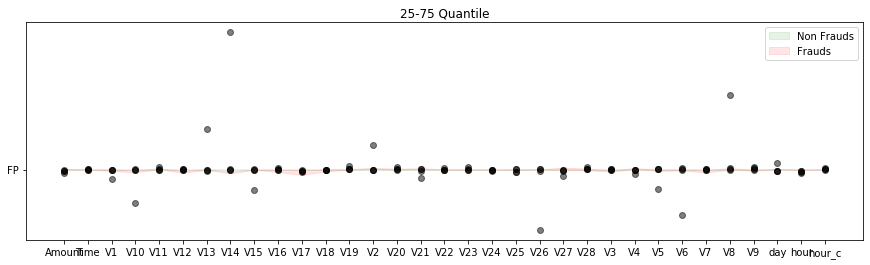 25-75 Quantile
Non Frauds
Frauds
FP
Amount Time V1 V10 V11 V12 V13 V14 V15 V16 V17 V18 V19 V2 V20 V21 V22 V23 V24 V25 V26 V27 V28 V3 V4 V5 V6 V7 V8 V9 day hour hour_c